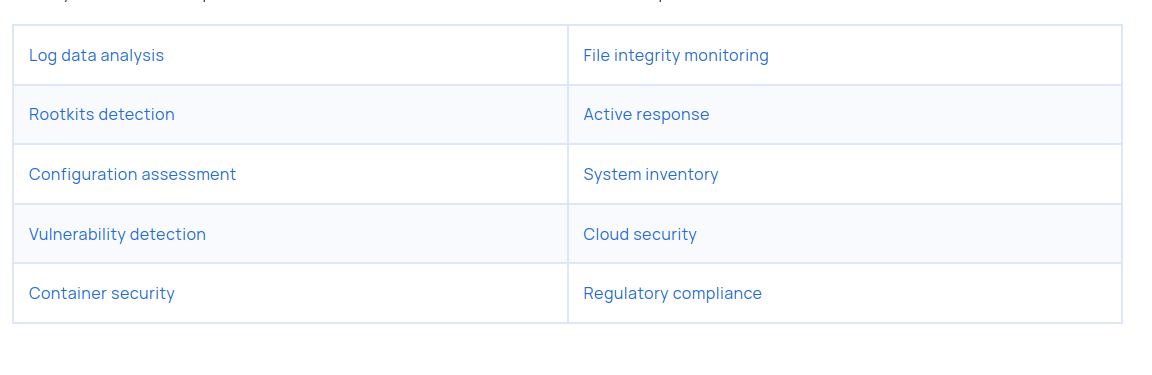 Log data analysis
File integrity monitoring
Rootkits detection
Active response
Configuration assessment
System inventory
Vulnerability detection
Cloud security
Container security
Regulatory compliance